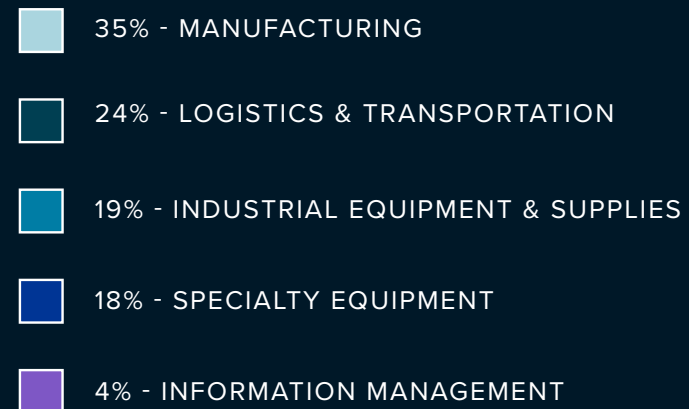 35% - MANUFACTURING
24% - LOGISTICS & TRANSPORTATION
19% - INDUSTRIAL EQUIPMENT & SUPPLIES
18% - SPECIALTY EQUIPMENT
4% - INFORMATION MANAGEMENT